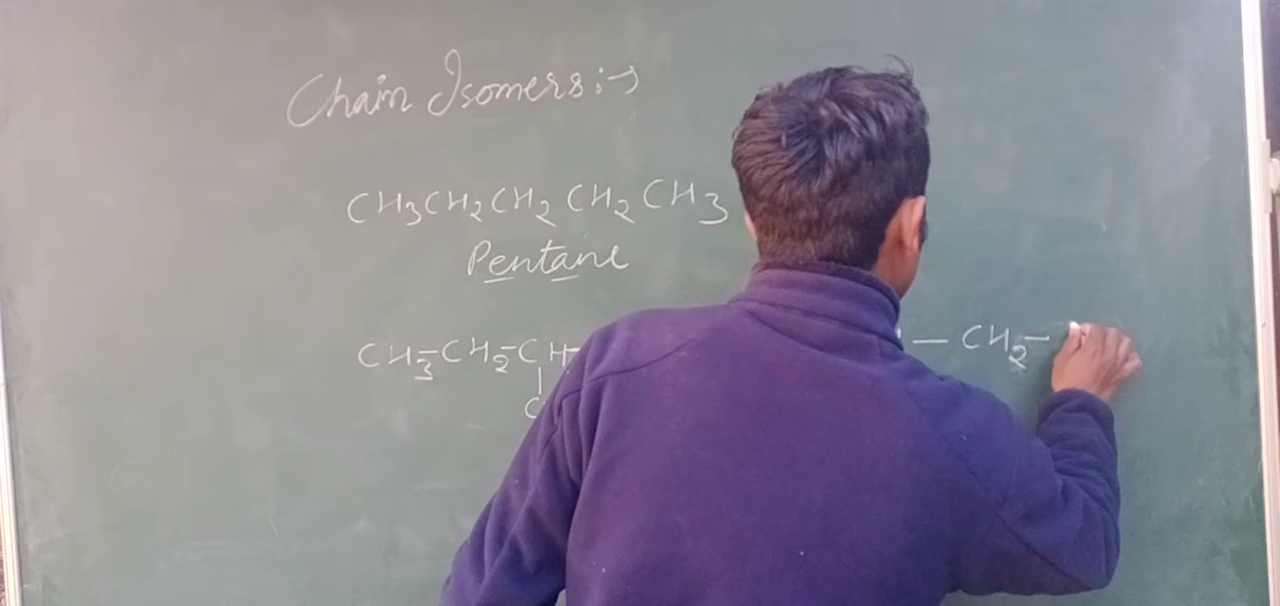 Chain Isomers :→
CH3CH2CH2CH2CH3
Pentane
CH3-CH2-CH- — CH2-
|
C